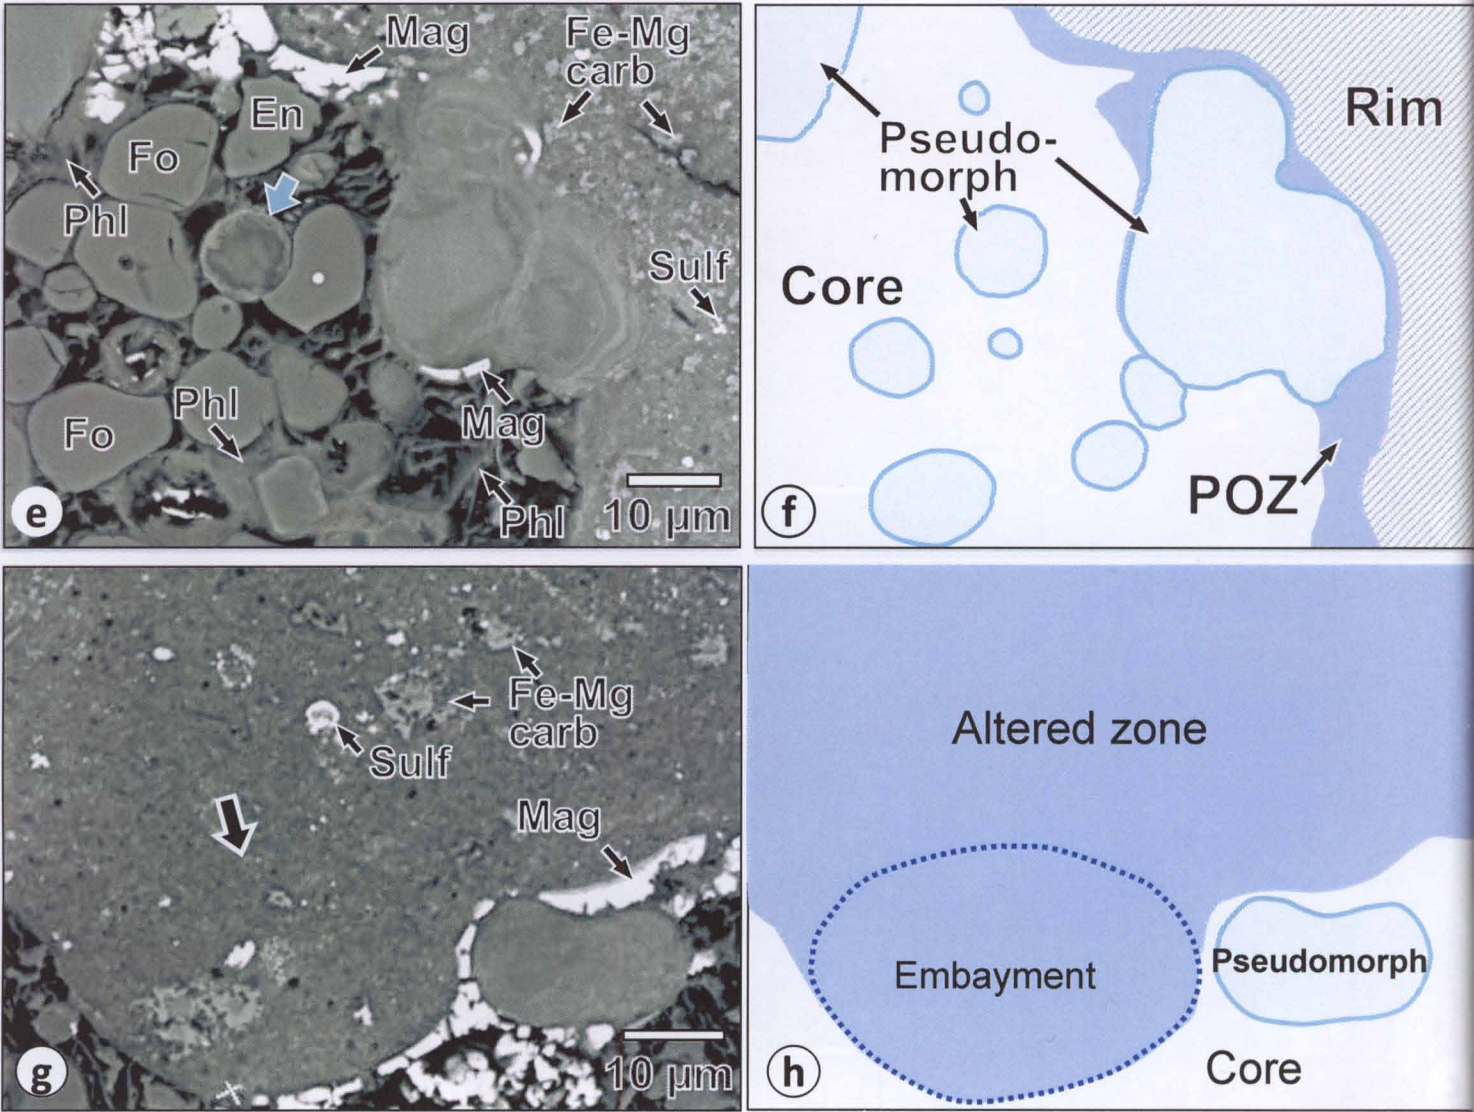 Mag
Fe-Mg
carb
En
Fo
Phl
Sulf
Phl
Fo
Mag
Phl
10 µm
e
Rim
Pseudo-
morph
Core
POZ
f
Fe-Mg
carb
Sulf
Mag
10 µm
g
Altered zone
Embayment
Pseudomorph
Core
h